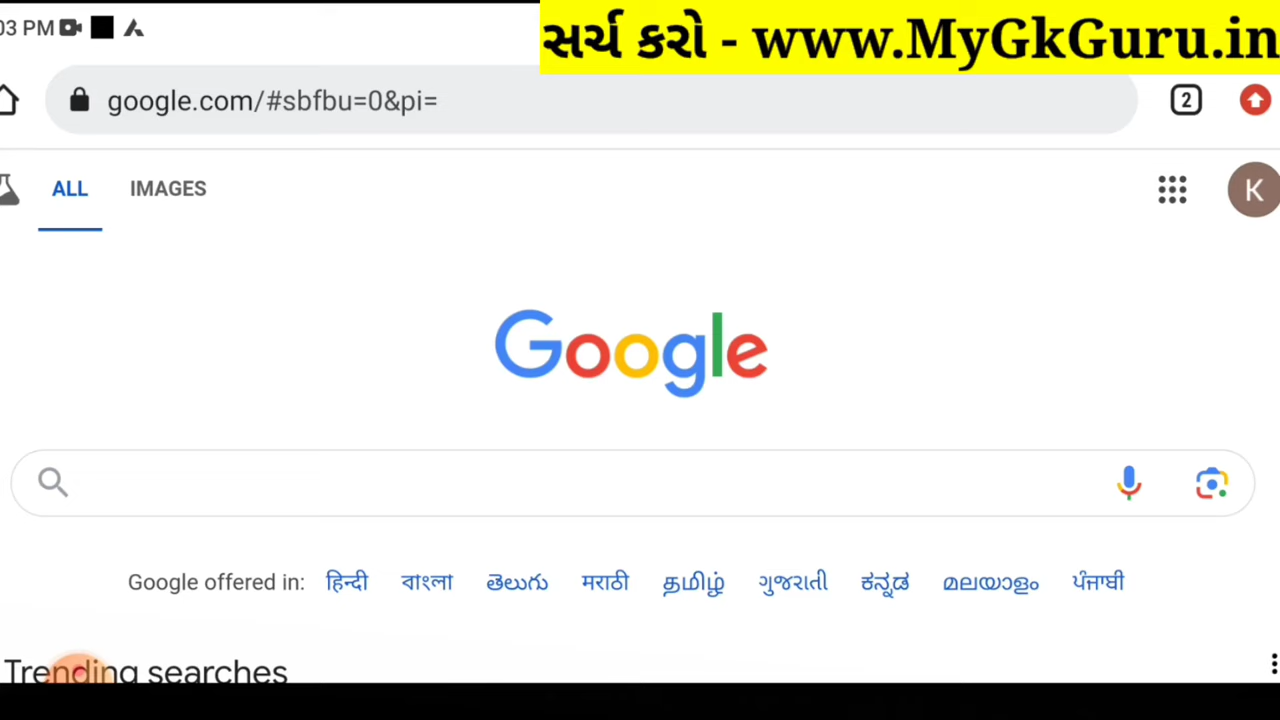 03 PM
સર્ચ કરો - www.MyGkGuru.in
google.com/#sbfbu=0&pi=
2
ALL IMAGES
K
Google
Google offered in: हिन्दी বাংলা తెలుగు मराठी தமிழ் ગુજરાતી ಕನ್ನಡ മലയാളം ਪੰਜਾਬੀ
Trending searches